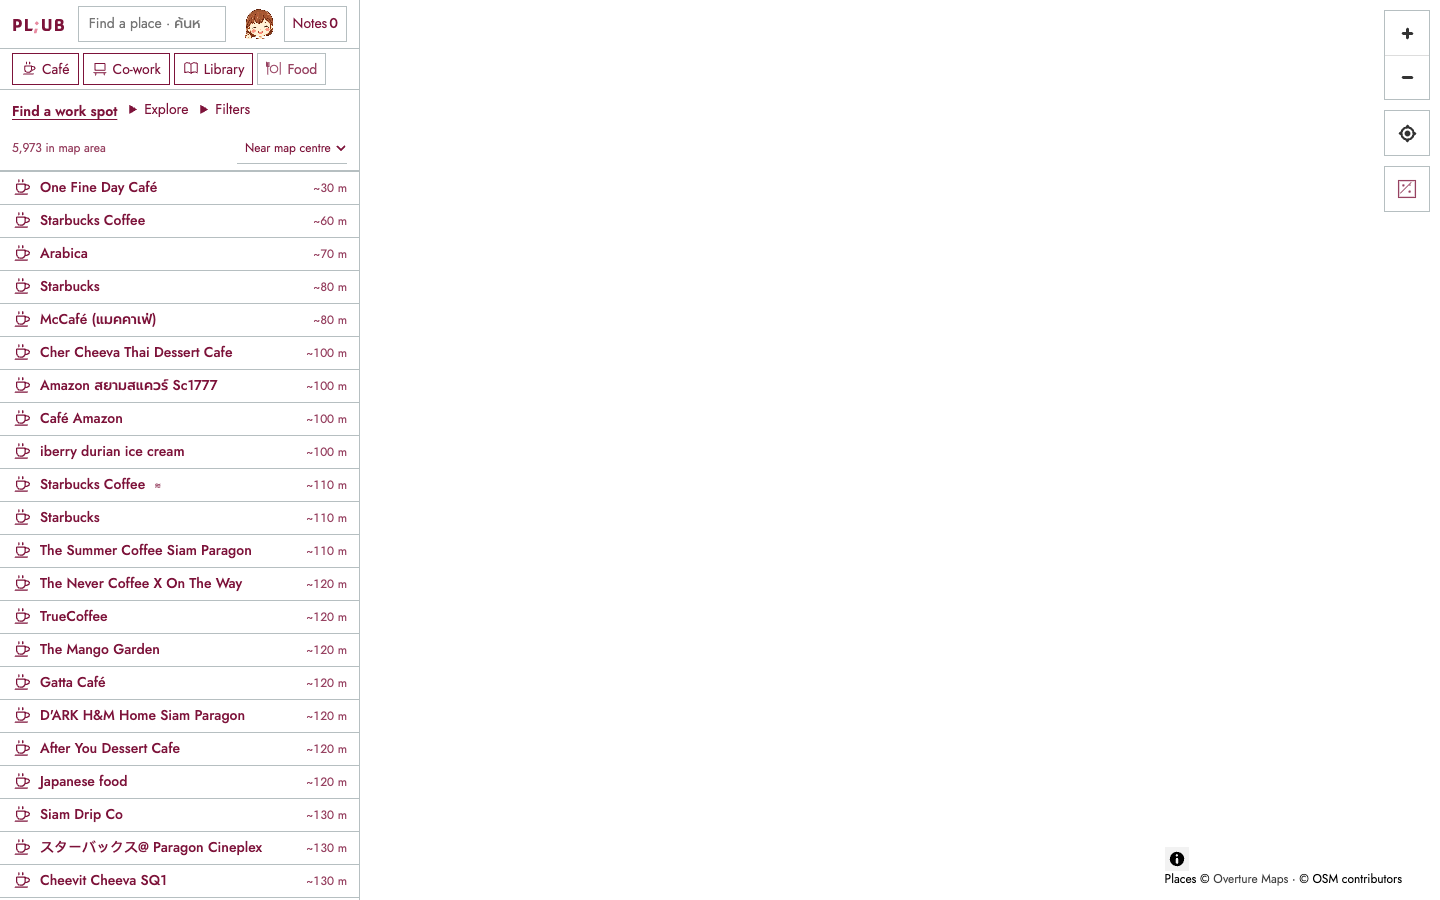 PL;UB
Find a place · ค้นห
Notes 0
Café
Co-work
Library
Food
Find a work spot
Explore
Filters
5,973 in map area
Near map centre
One Fine Day Café ~30 m
Starbucks Coffee ~60 m
Arabica ~70 m
Starbucks ~80 m
McCafé (แมคคาเฟ่) ~80 m
Cher Cheeva Thai Dessert Cafe ~100 m
Amazon สยามสแควร์ Sc1777 ~100 m
Café Amazon ~100 m
iberry durian ice cream ~100 m
Starbucks Coffee ≈ ~110 m
Starbucks ~110 m
The Summer Coffee Siam Paragon ~110 m
The Never Coffee X On The Way ~120 m
TrueCoffee ~120 m
The Mango Garden ~120 m
Gatta Café ~120 m
D'ARK H&M Home Siam Paragon ~120 m
After You Dessert Cafe ~120 m
Japanese food ~120 m
Siam Drip Co ~130 m
スターバックス@ Paragon Cineplex ~130 m
Cheevit Cheeva SQ1 ~130 m
Places © Overture Maps · © OSM contributors